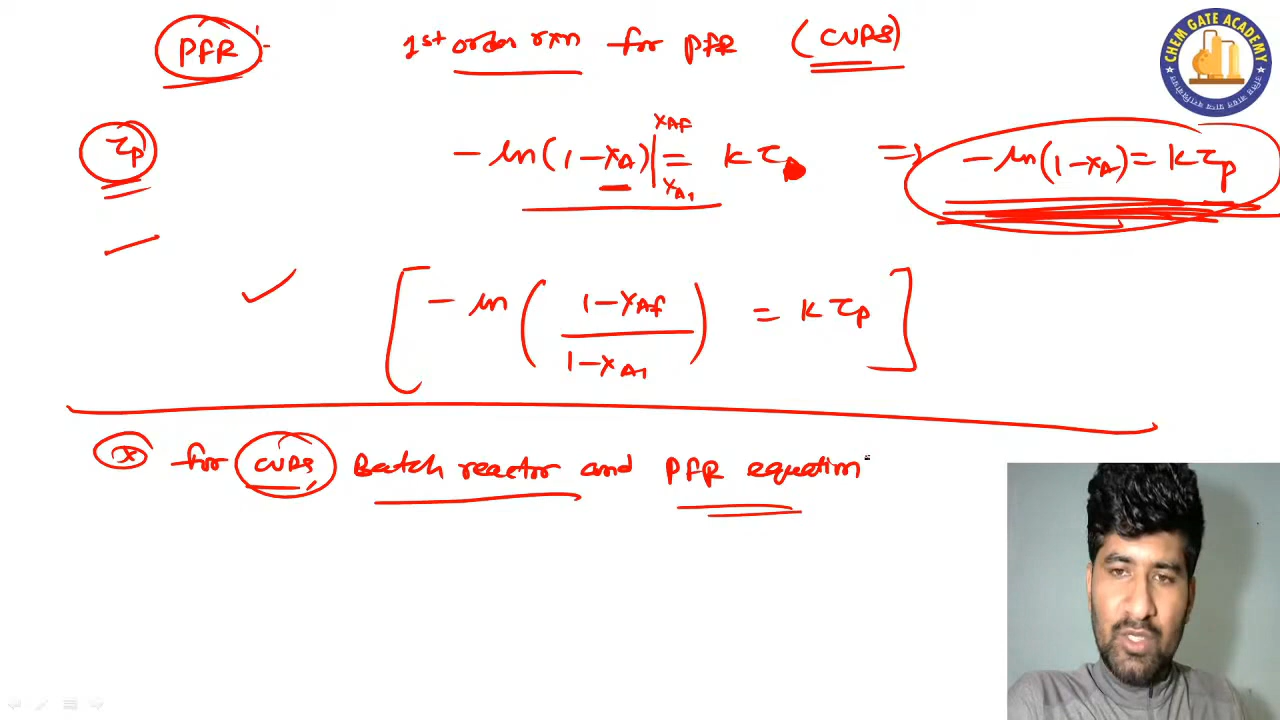 PFR :-
1st order rxn for PFR (CVRS)
τp
-ln(1-XA)| XAf XA1 = kτp ⇒ -ln(1-XA) = kτp
[-ln(1-XAf / 1-XA1) = kτp]
* for CVRS Batch reactor and PFR equation
CHEM GATE ACADEMY